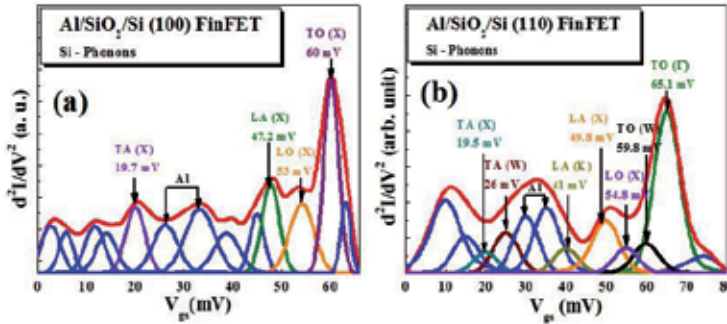 Al/SiO₂/Si (100) FinFET
Si - Phonons
TO (X)
60 mV
(a)
LA (X)
47.2 mV
LO (X)
53 mV
TA (X)
19.7 mV
Al
d²I/dV² (a. u.)
0 10 20 30 40 50 60
V_gs (mV)
Al/SiO₂/Si (110) FinFET
Si - Phonons
TO (Γ)
65.1 mV
(b)
LA (X)
49.8 mV
TO (W)
59.8 mV
TA (X)
19.5 mV
TA (W)
26 mV
Al
LA (K)
41 mV
LO (X)
54.8 mV
d²I/dV² (arb. unit)
0 10 20 30 40 50 60 70 80
V_gs (mV)